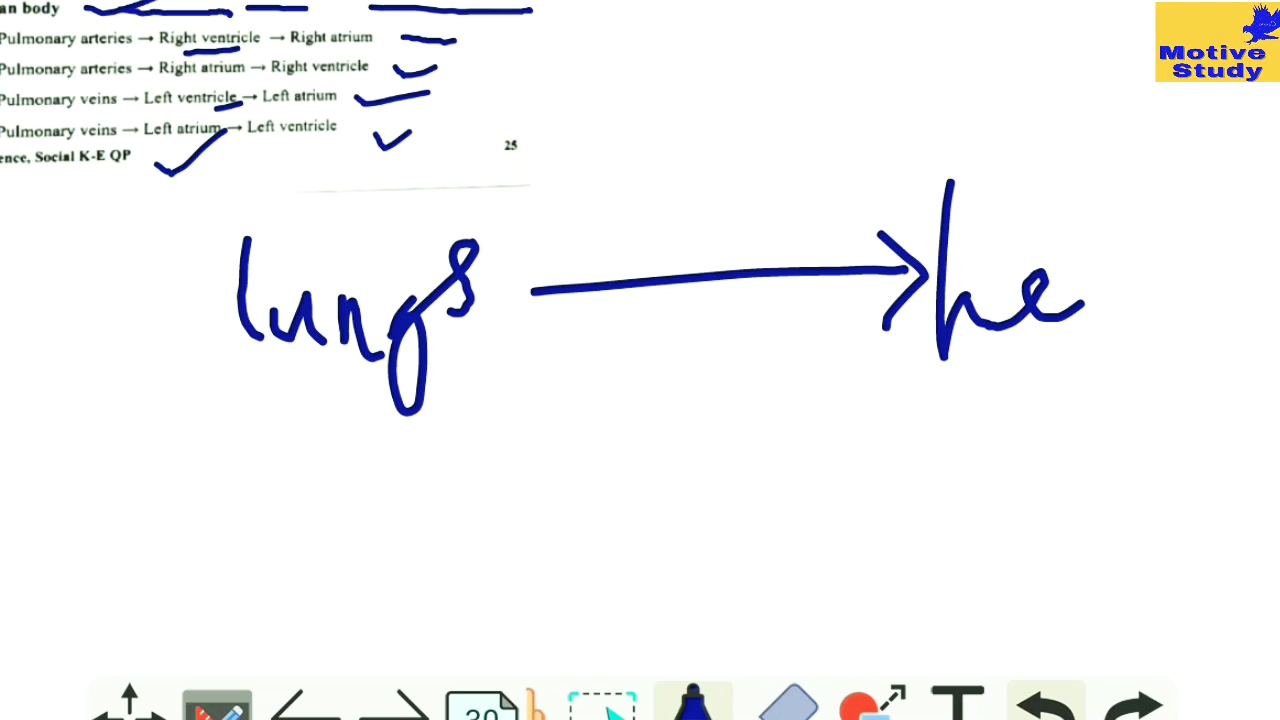 an body
Pulmonary arteries → Right ventricle → Right atrium
Pulmonary arteries → Right atrium → Right ventricle
Pulmonary veins → Left ventricle → Left atrium
Pulmonary veins → Left atrium → Left ventricle
ence, Social K-E QP
25
Motive
Study
lungs → he
30
T